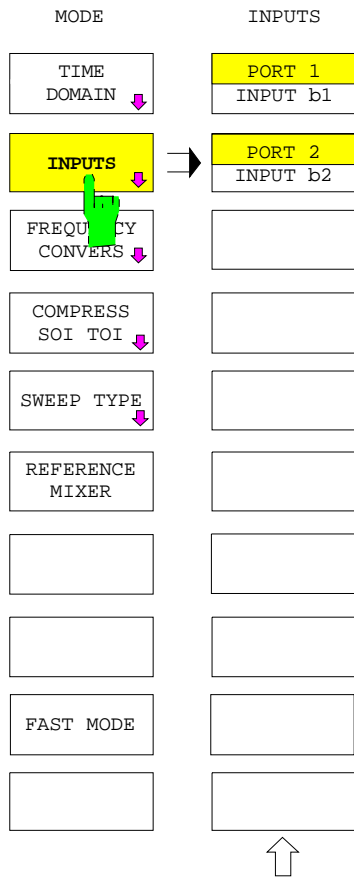 MODE
TIME
DOMAIN
INPUTS
COMPRESS
SOI TOI
SWEEP TYPE
REFERENCE
MIXER
FAST MODE
INPUTS
PORT 1
INPUT b1
PORT 2
INPUT b2
CONVERS